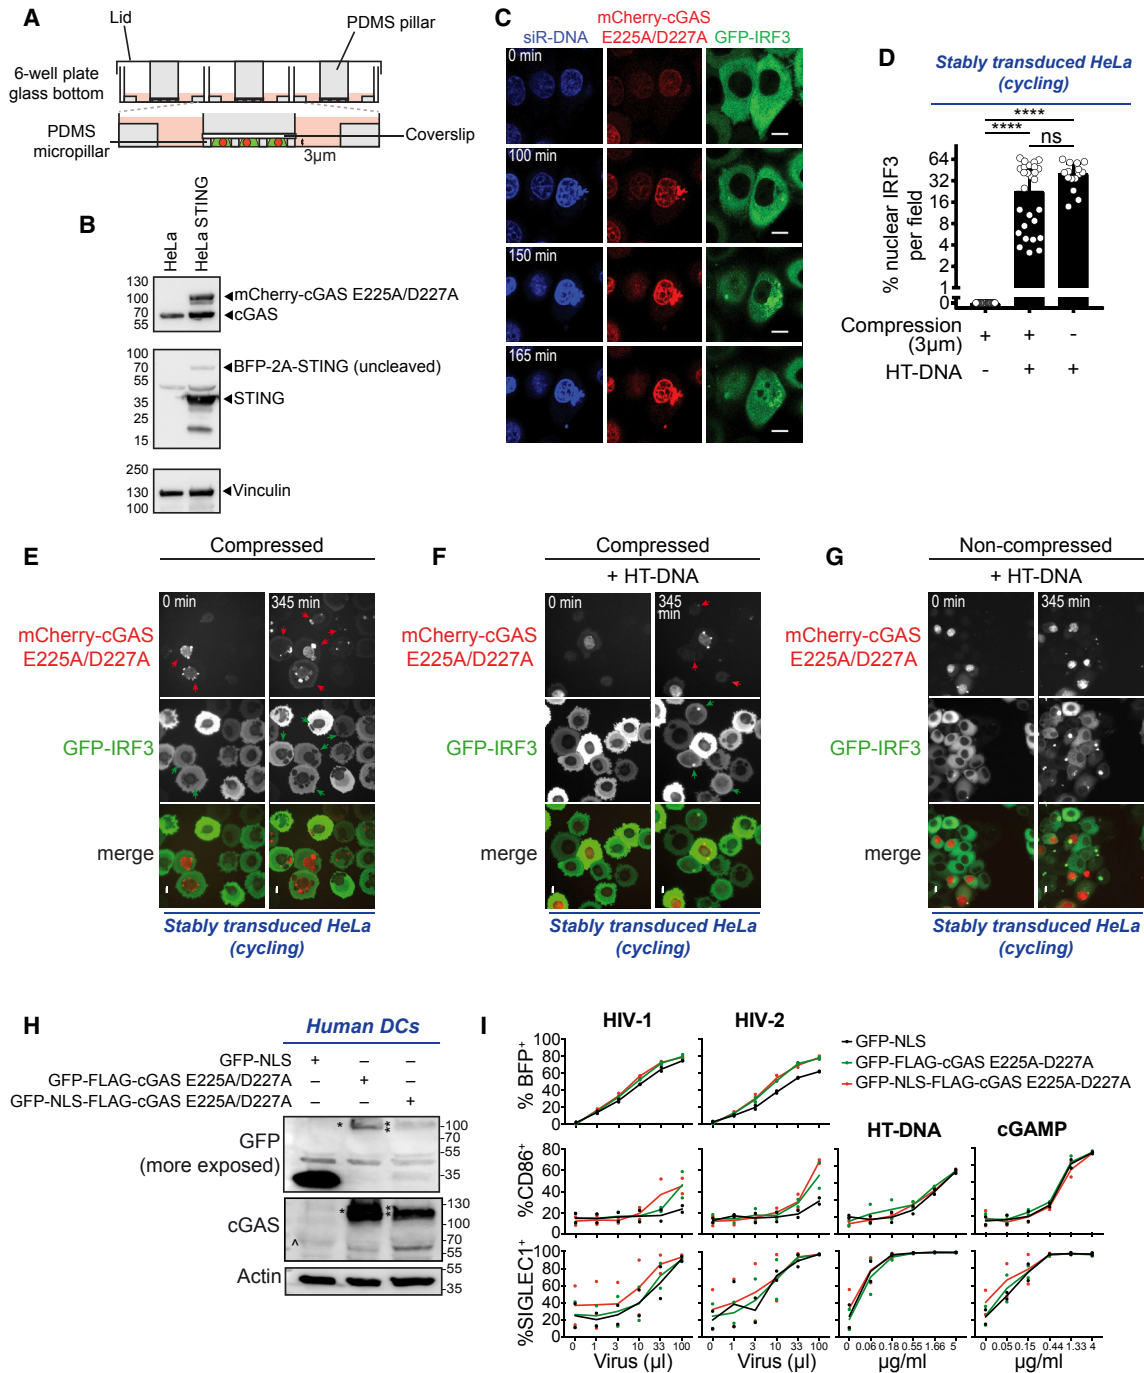 A
Lid
PDMS pillar
6-well plate
glass bottom
PDMS
micropillar
Coverslip
3µm
B
HeLa
HeLa STING
130
100
70
55
mCherry-cGAS E225A/D227A
cGAS
100
70
55
35
25
15
BFP-2A-STING (uncleaved)
STING
250
130
100
Vinculin
C
siR-DNA
mCherry-cGAS
E225A/D227A
GFP-IRF3
0 min
100 min
150 min
165 min
D
Stably transduced HeLa
(cycling)
****
****
ns
% nuclear IRF3
per field
64
32
16
8
4
2
1
0
Compression
(3µm)
+ + -
HT-DNA
- + +
E
Compressed
0 min
345 min
mCherry-cGAS
E225A/D227A
GFP-IRF3
merge
Stably transduced HeLa
(cycling)
F
Compressed
+ HT-DNA
0 min
345
min
mCherry-cGAS
E225A/D227A
GFP-IRF3
merge
Stably transduced HeLa
(cycling)
G
Non-compressed
+ HT-DNA
0 min
345 min
mCherry-cGAS
E225A/D227A
GFP-IRF3
merge
Stably transduced HeLa
(cycling)
H
Human DCs
GFP-NLS + – –
GFP-FLAG-cGAS E225A/D227A – + –
GFP-NLS-FLAG-cGAS E225A/D227A – – +
GFP
(more exposed)
* * *
-100
-70
-55
-35
cGAS
* * *
^
-130
-100
-70
-55
Actin
-55
-35
I
HIV-1
HIV-2
GFP-NLS
GFP-FLAG-cGAS E225A-D227A
GFP-NLS-FLAG-cGAS E225A-D227A
% BFP+
100
80
60
40
20
0
HT-DNA
cGAMP
%CD86+
80
60
40
20
0
%SIGLEC1+
100
80
60
40
20
0
0 1 3 10 33 100
Virus (µl)
0 1 3 10 33 100
Virus (µl)
0 0.06 0.18 0.55 1.66 5
µg/ml
0 0.05 0.15 0.44 1.33 4
µg/ml